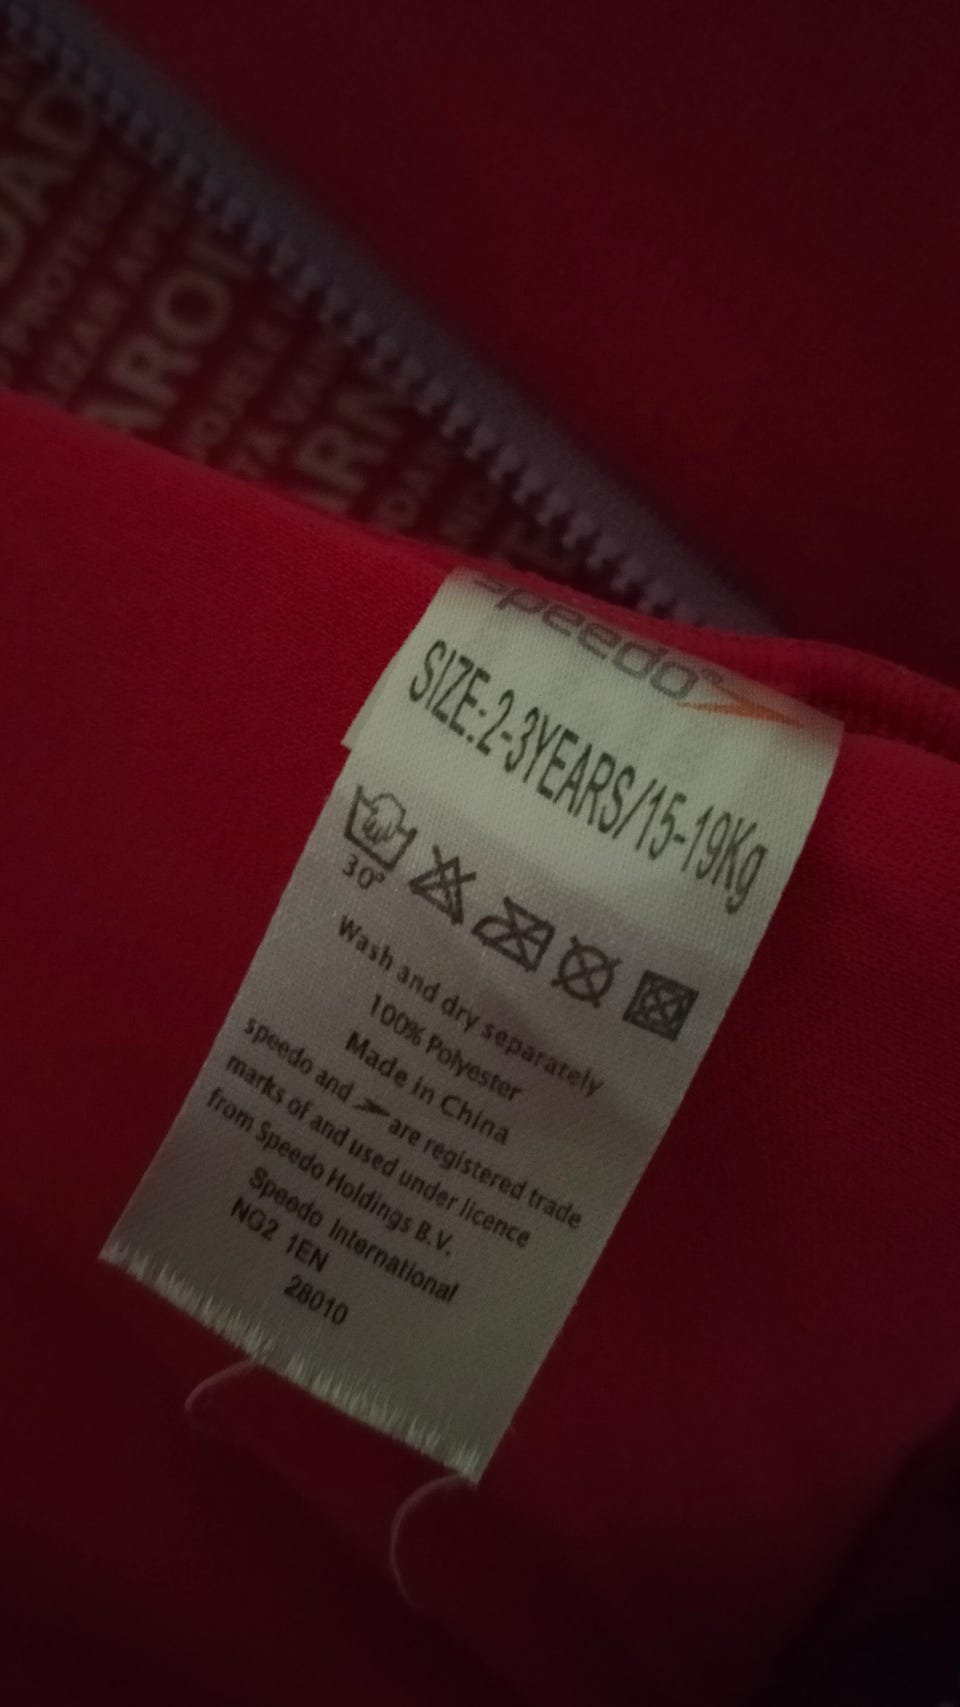 PROTEGE
speedo
SIZE:2-3YEARS/15-19Kg
30°
Wash and dry separately
100% Polyester
Made in China
speedo and are registered trade
marks of and used under licence
from Speedo Holdings B.V.
Speedo International
NG2 1EN
28010